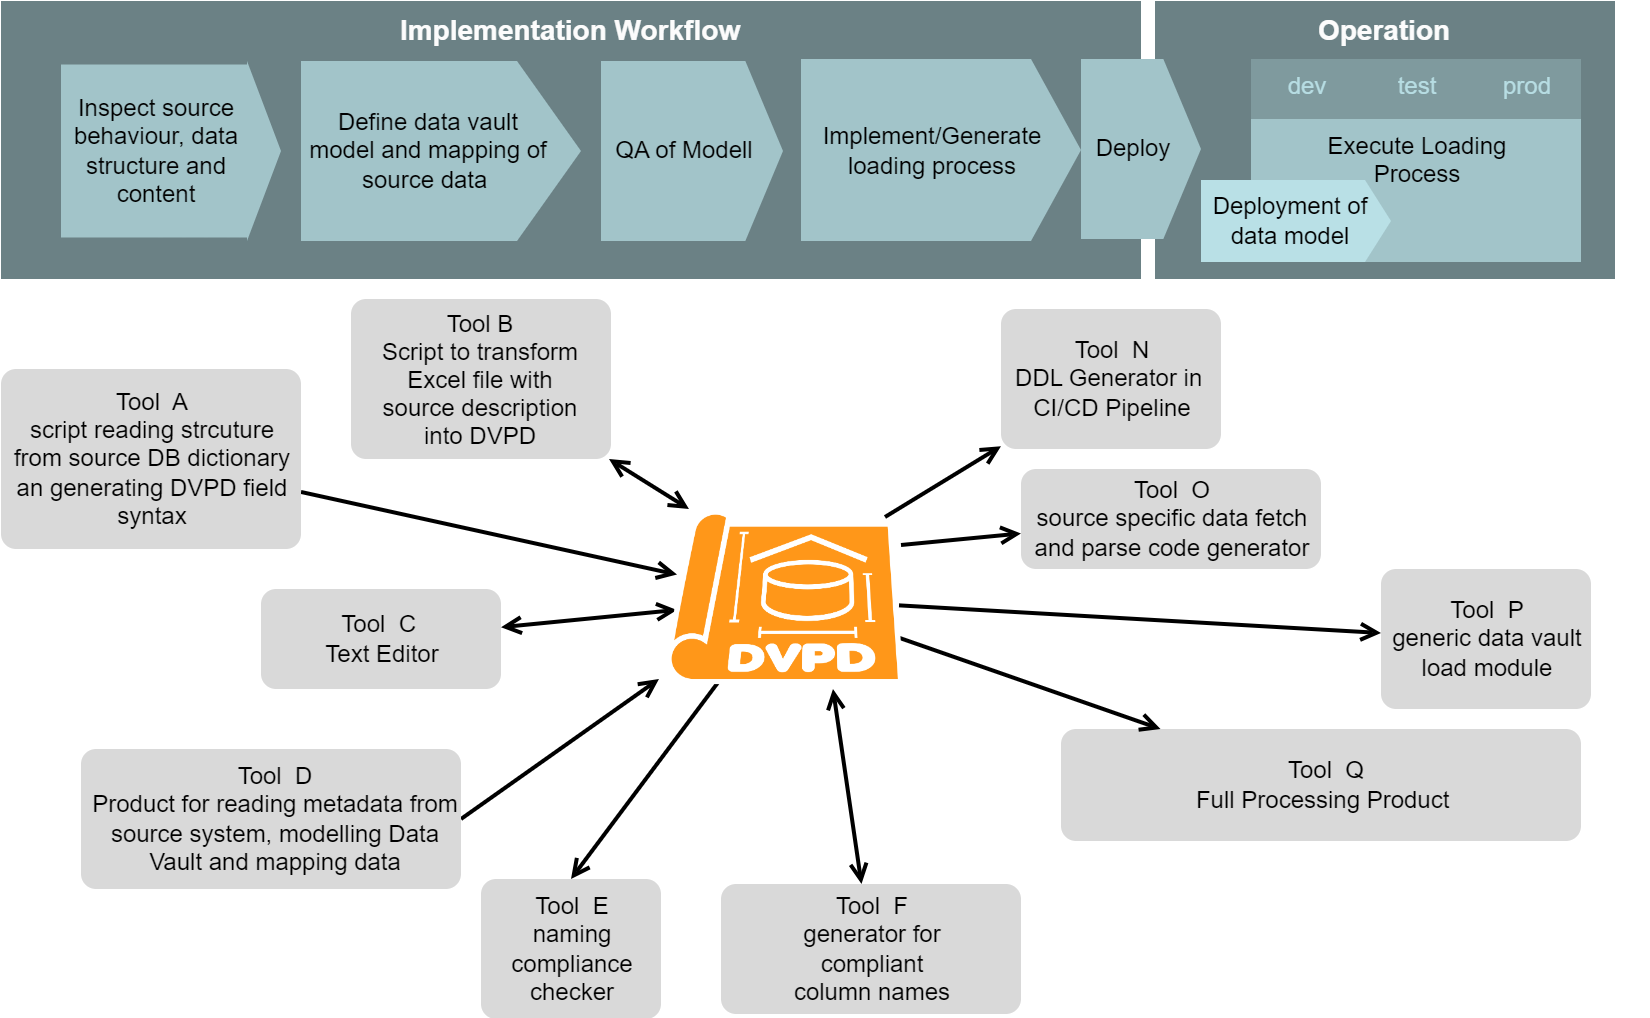 Implementation Workflow
Operation
Inspect source
behaviour, data
structure and
content
Define data vault
model and mapping of
source data
QA of Modell
Implement/Generate
loading process
Deploy
dev
test
prod
Execute Loading
Process
Deployment of
data model
Tool B
Script to transform
Excel file with
source description
into DVPD
Tool N
DDL Generator in
CI/CD Pipeline
Tool A
script reading strcuture
from source DB dictionary
an generating DVPD field
syntax
Tool O
source specific data fetch
and parse code generator
Tool C
Text Editor
DVPD
Tool P
generic data vault
load module
Tool D
Product for reading metadata from
source system, modelling Data
Vault and mapping data
Tool Q
Full Processing Product
Tool E
naming
compliance
checker
Tool F
generator for
compliant
column names